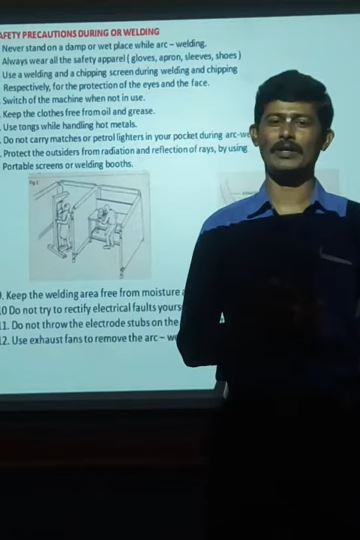 AFETY PRECAUTIONS DURING OR WELDING
Never stand on a damp or wet place while arc – welding.
Always wear all the safety apparel ( gloves, apron, sleeves, shoes )
Use a welding and a chipping screen during welding and chipping
Respectively, for the protection of the eyes and the face.
Switch of the machine when not in use.
Keep the clothes free from oil and grease.
Use tongs while handling hot metals.
Do not carry matches or petrol lighters in your pocket during arc-we
Protect the outsiders from radiation and reflection of rays, by using
Portable screens or welding booths.
. Keep the welding area free from moisture a
10 Do not try to rectify electrical faults yours
11. Do not throw the electrode stubs on the
12. Use exhaust fans to remove the arc – we